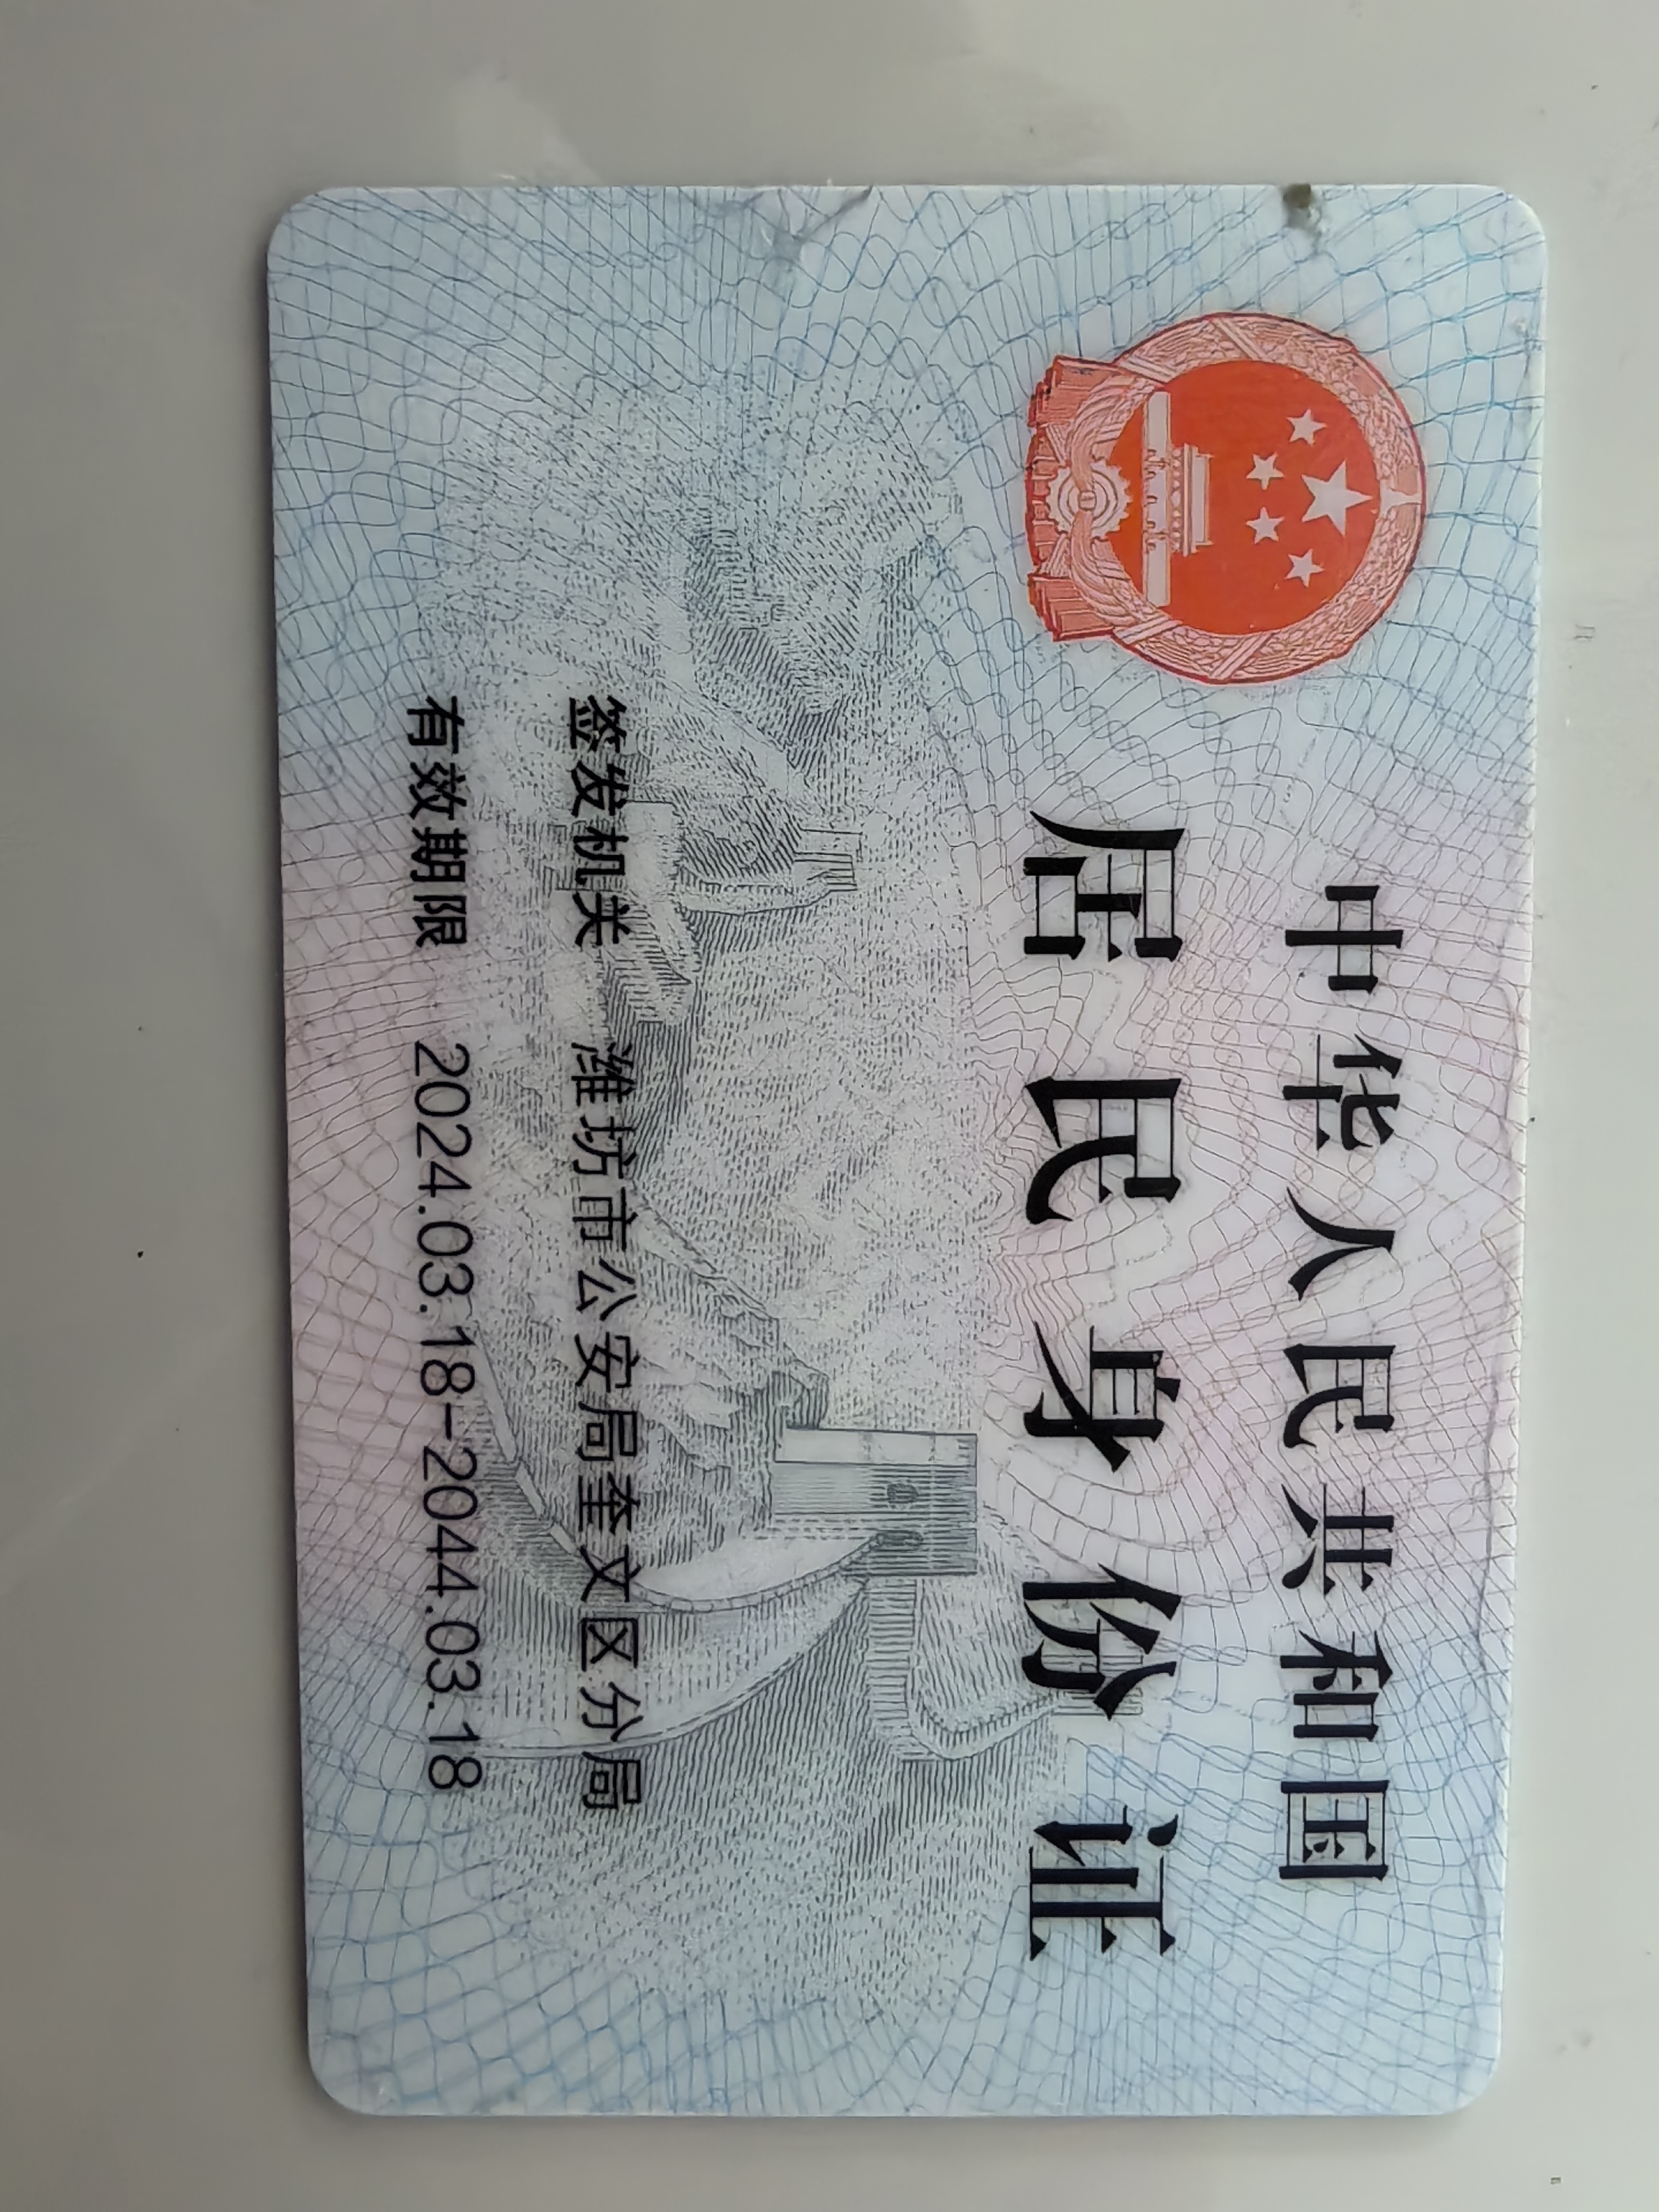 中华人民共和国
居民身份证
签发机关 潍坊市公安局奎文区分局
有效期限 2024.03.18-2044.03.18